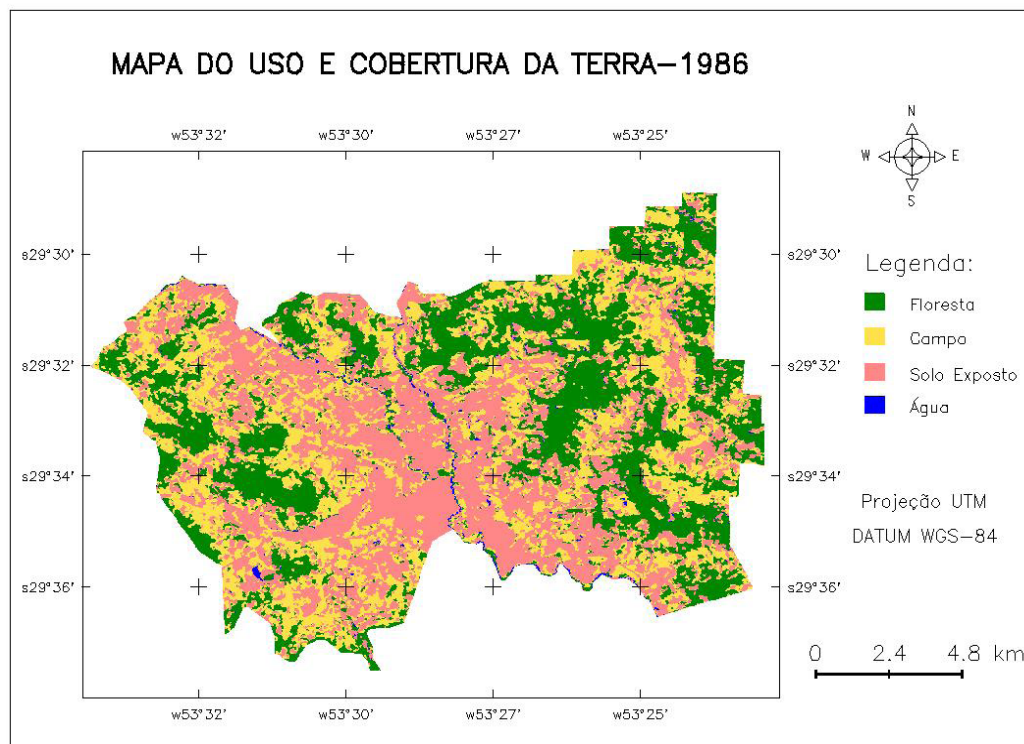 MAPA DO USO E COBERTURA DA TERRA-1986
w53°32' w53°30' w53°27' w53°25'
N
W E
S
s29°30' s29°30'
Legenda:
Floresta
Campo
s29°32' s29°32'
Solo Exposto
Água
s29°34' s29°34'
Projeção UTM
DATUM WGS-84
s29°36' s29°36'
0 2.4 4.8 km
w53°32' w53°30' w53°27' w53°25'